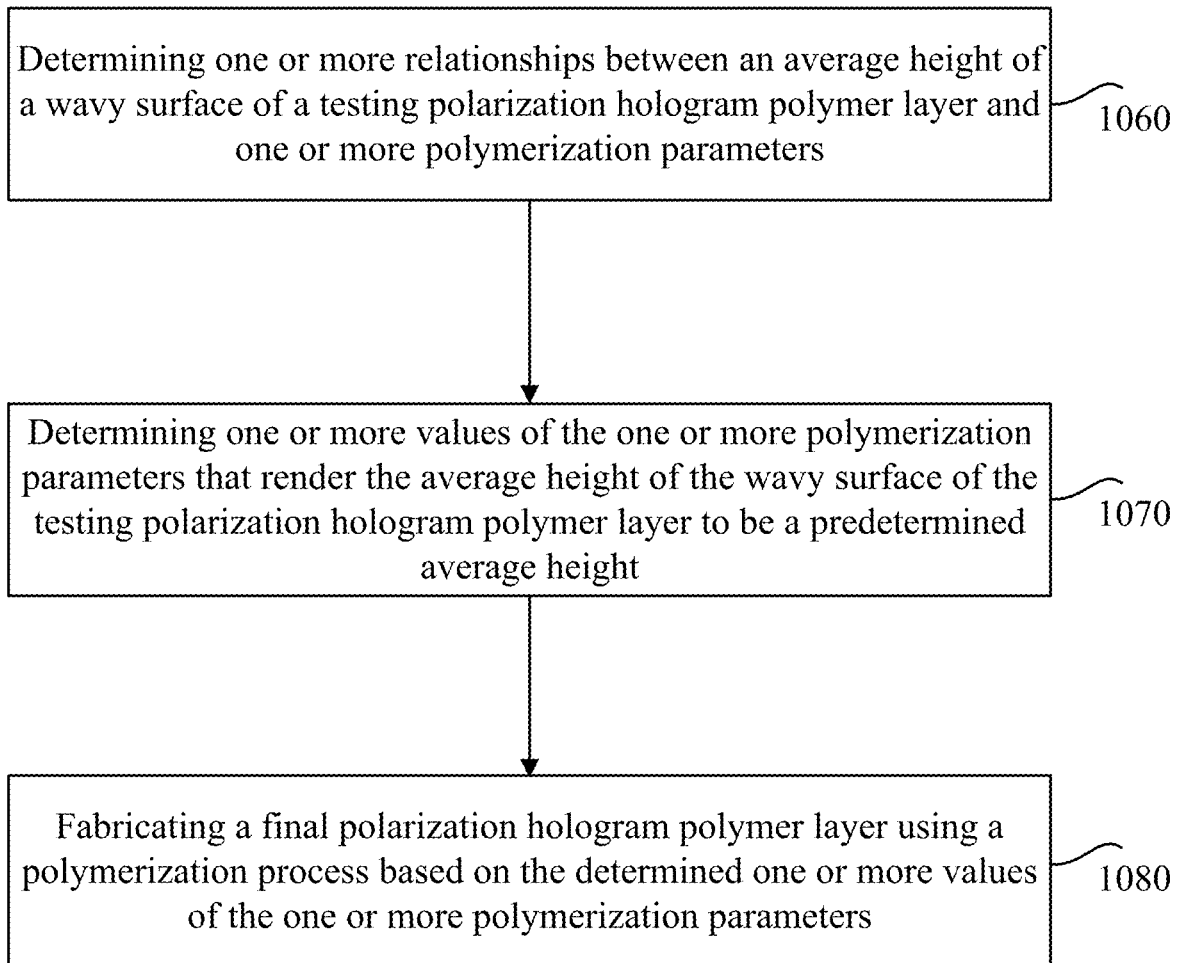 Determining one or more relationships between an average height of
a wavy surface of a testing polarization hologram polymer layer and
one or more polymerization parameters
1060
Determining one or more values of the one or more polymerization
parameters that render the average height of the wavy surface of the
testing polarization hologram polymer layer to be a predetermined
average height
1070
Fabricating a final polarization hologram polymer layer using a
polymerization process based on the determined one or more values
of the one or more polymerization parameters
1080